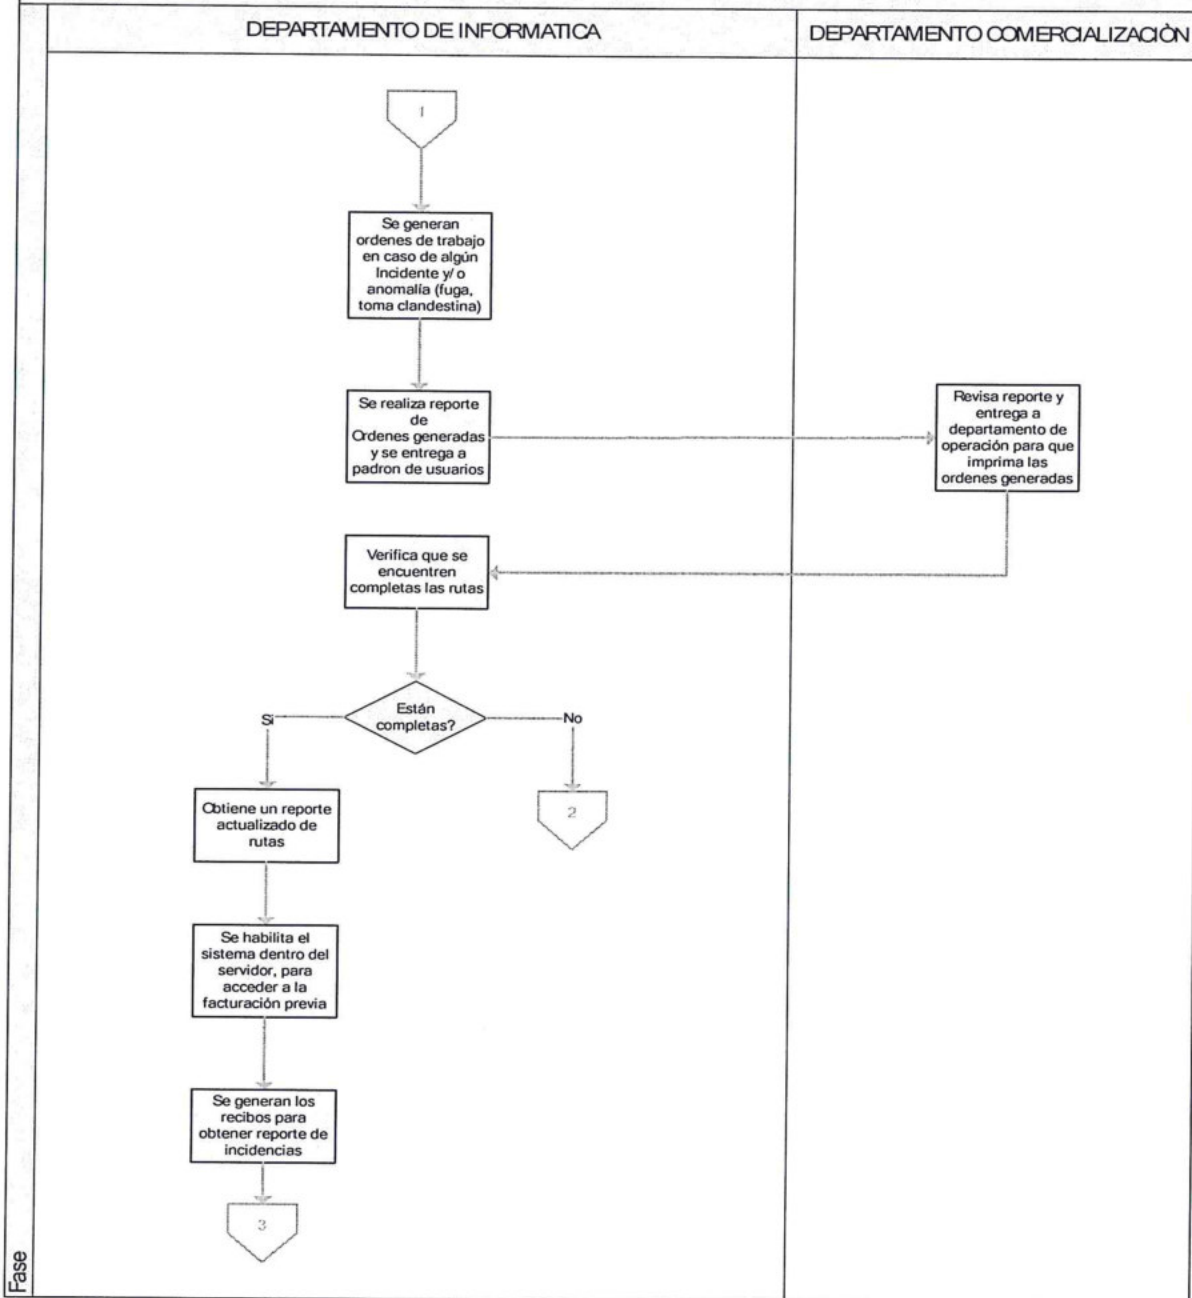 DEPARTAMENTO DE INFORMATICA
DEPARTAMENTO COMERCIALIZACIÒN
1
Se generan
ordenes de trabajo
en caso de algún
Incidente y/ o
anomalía (fuga,
toma clandestina)
Se realiza reporte
de
Ordenes generadas
y se entrega a
padron de usuarios
Revisa reporte y
entrega a
departamento de
operación para que
imprima las
ordenes generadas
Verifica que se
encuentren
completas las rutas
Están
completas?
Si
No
Obtiene un reporte
actualizado de
rutas
2
Se habilita el
sistema dentro del
servidor, para
acceder a la
facturación previa
Se generan los
recibos para
obtener reporte de
incidencias
3
Fase